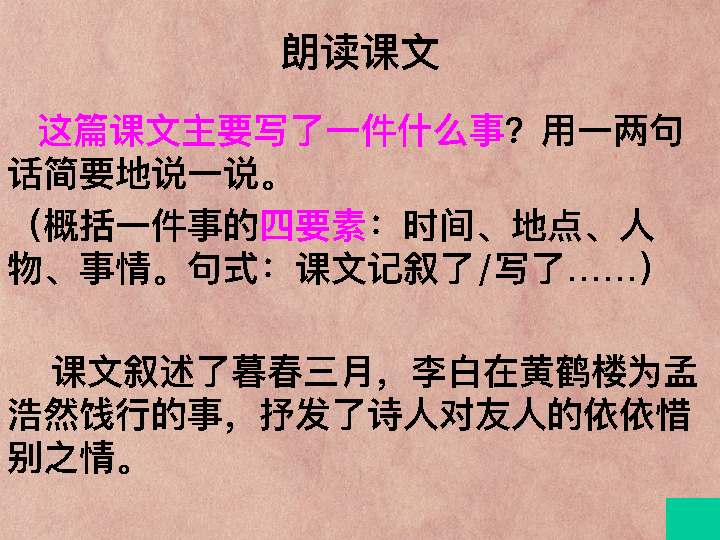 朗读课文
这篇课文主要写了一件什么事？用一两句
话简要地说一说。
（概括一件事的四要素：时间、地点、人
物、事情。句式：课文记叙了/写了……）
课文叙述了暮春三月，李白在黄鹤楼为孟
浩然饯行的事，抒发了诗人对友人的依依惜
别之情。